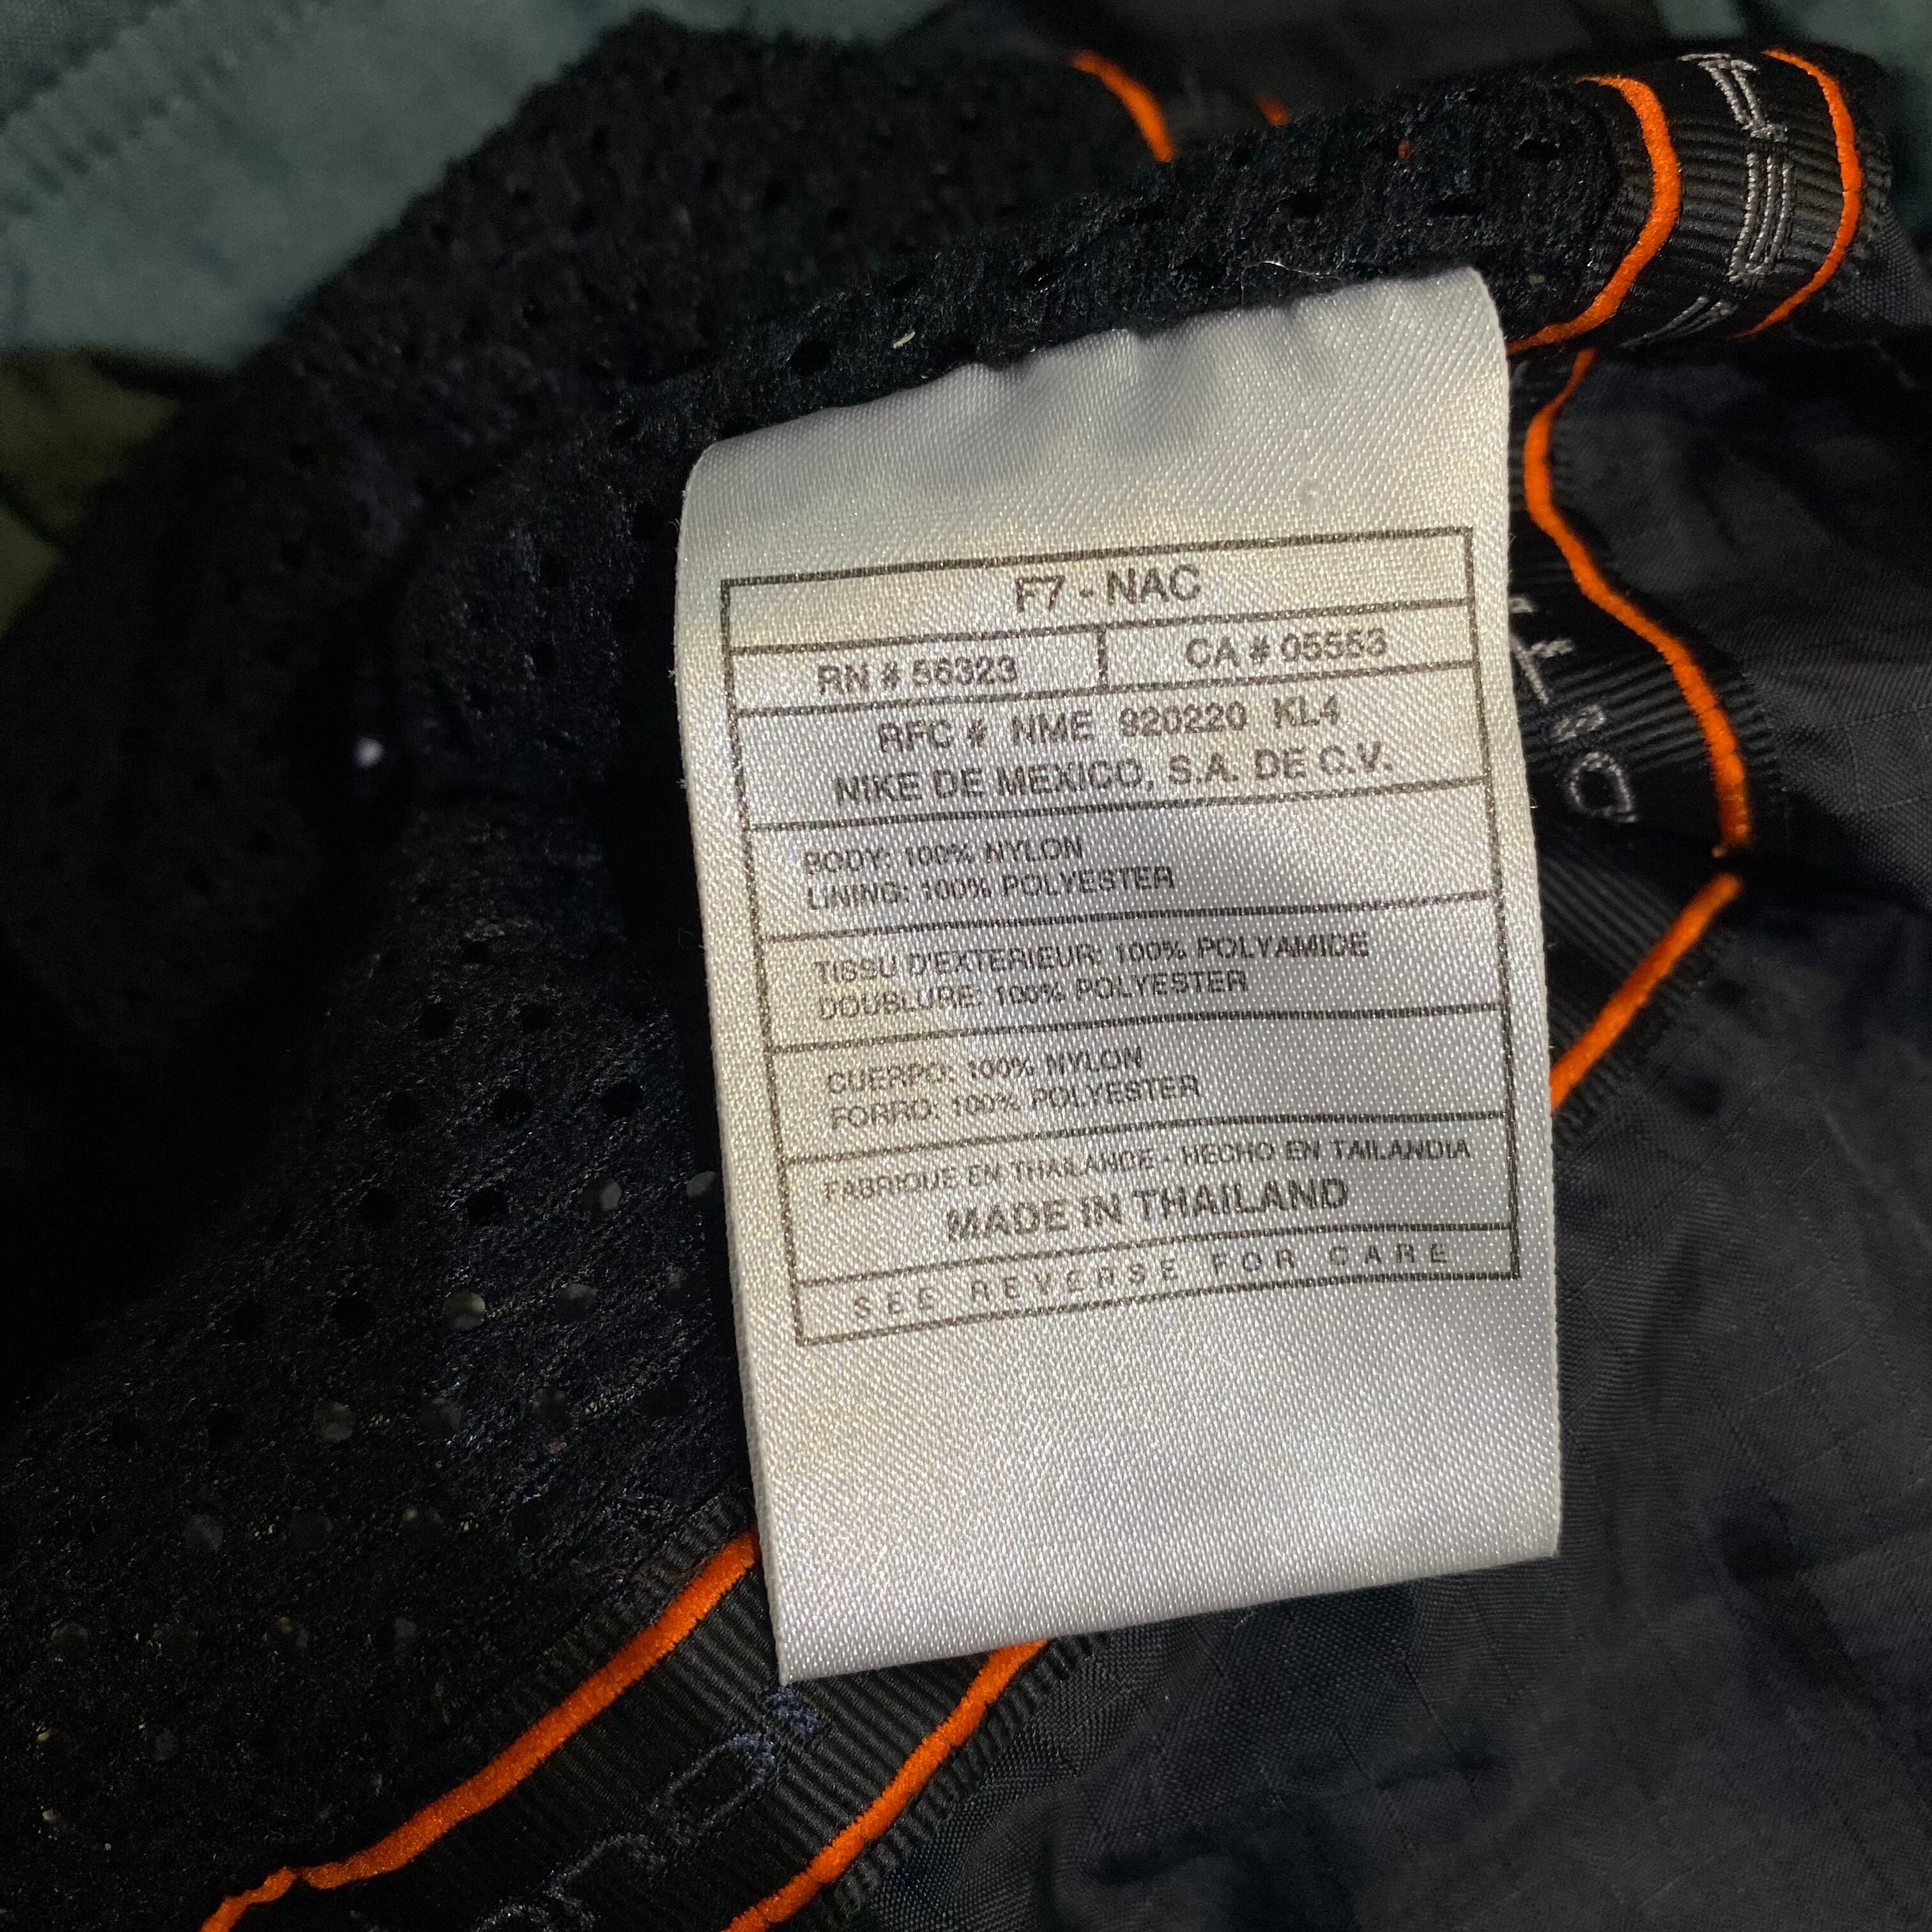 F7 - NAC
RN # 56323
CA # 05553
RFC # NME 920220 KL4
NIKE DE MEXICO, S.A. DE C.V.
BODY: 100% NYLON
LINING: 100% POLYESTER
TISSU D'EXTERIEUR: 100% POLYAMIDE
DOUBLURE: 100% POLYESTER
CUERPO: 100% NYLON
FORRO: 100% POLYESTER
FABRIQUE EN THAILANDE - HECHO EN TAILANDIA
MADE IN THAILAND
SEE REVERSE FOR CARE